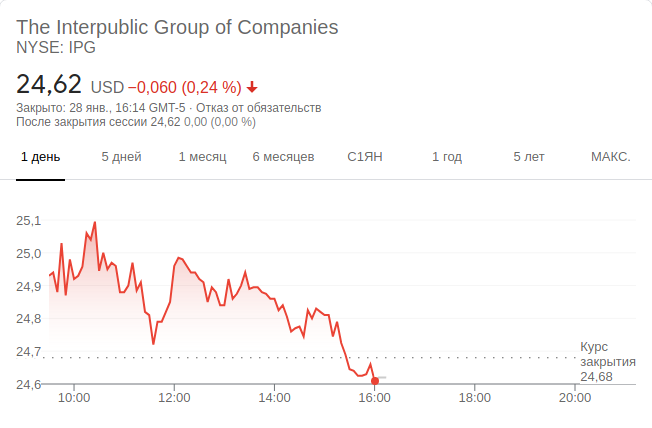 The Interpublic Group of Companies
NYSE: IPG
24,62 USD −0,060 (0,24 %)
Закрыто: 28 янв., 16:14 GMT-5 · Отказ от обязательств
После закрытия сессии 24,62 0,00 (0,00 %)
1 день 5 дней 1 месяц 6 месяцев С1ЯН 1 год 5 лет МАКС.
25,1
25,0
24,9
24,8
24,7
24,6
Курс
закрытия
24,68
10:00 12:00 14:00 16:00 18:00 20:00